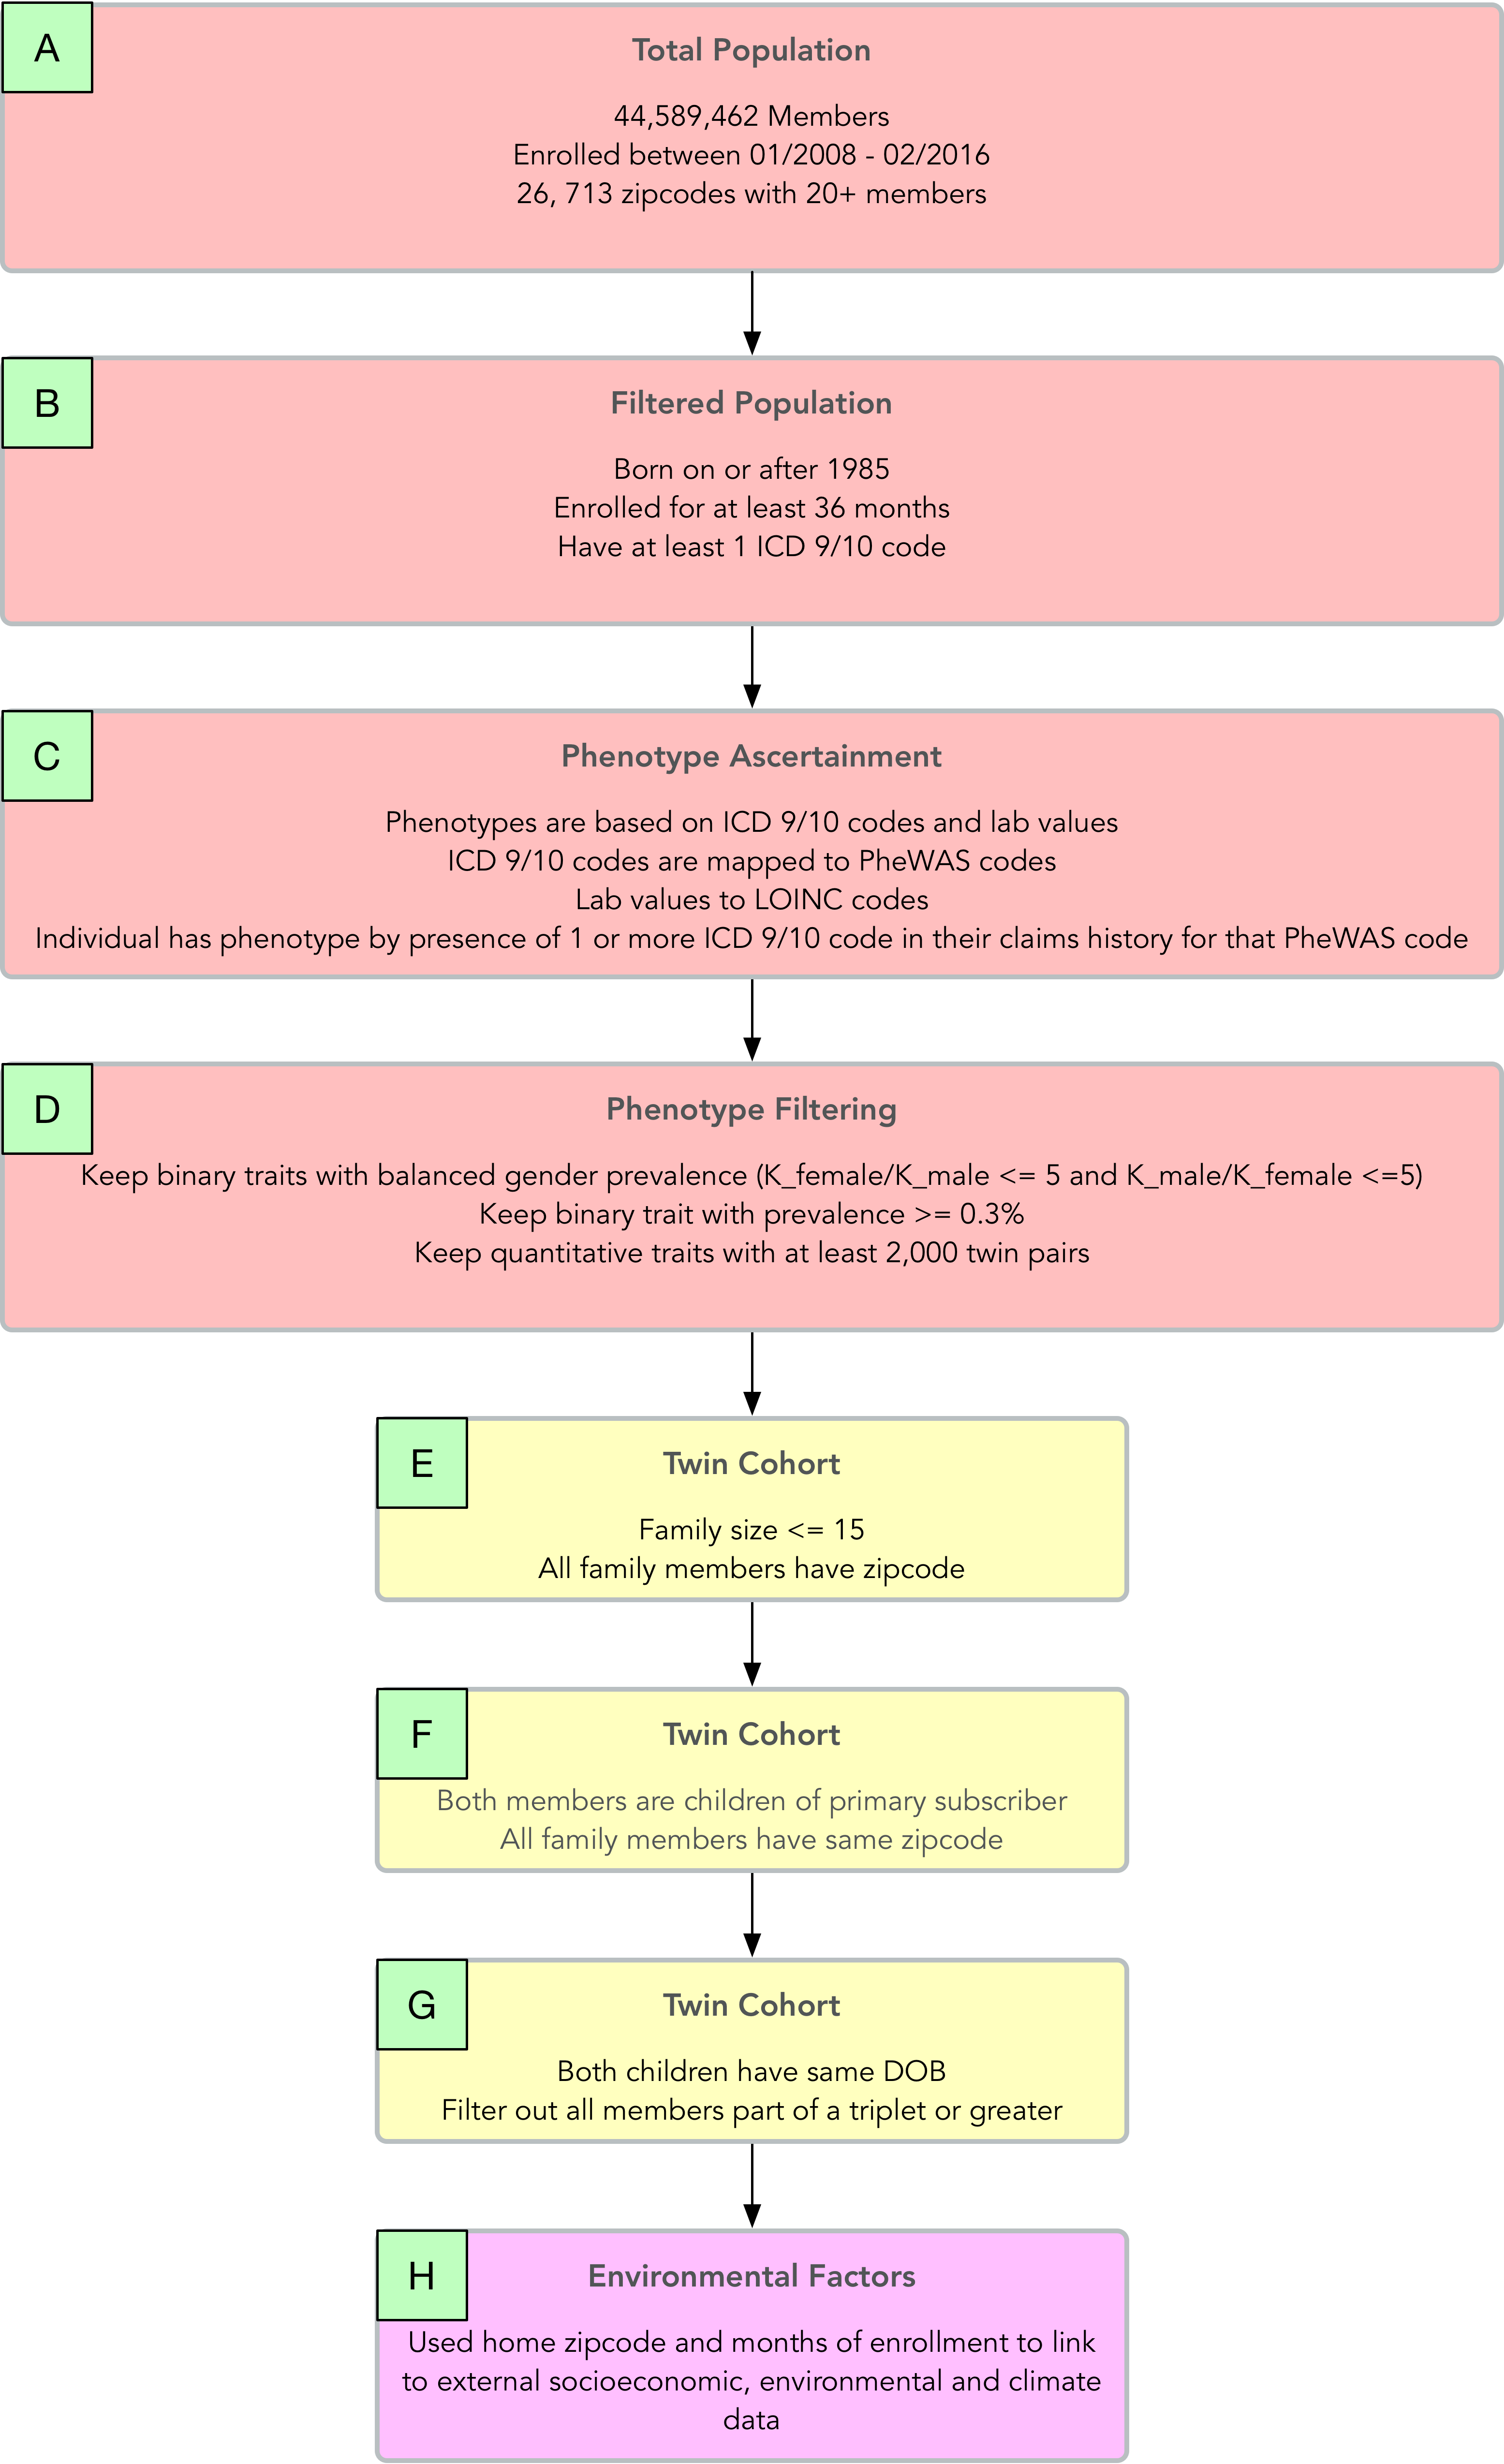 A
Total Population
44,589,462 Members
Enrolled between 01/2008 - 02/2016
26, 713 zipcodes with 20+ members
B
Filtered Population
Born on or after 1985
Enrolled for at least 36 months
Have at least 1 ICD 9/10 code
C
Phenotype Ascertainment
Phenotypes are based on ICD 9/10 codes and lab values
ICD 9/10 codes are mapped to PheWAS codes
Lab values to LOINC codes
Individual has phenotype by presence of 1 or more ICD 9/10 code in their claims history for that PheWAS code
D
Phenotype Filtering
Keep binary traits with balanced gender prevalence (K_female/K_male <= 5 and K_male/K_female <=5)
Keep binary trait with prevalence >= 0.3%
Keep quantitative traits with at least 2,000 twin pairs
E
Twin Cohort
Family size <= 15
All family members have zipcode
F
Twin Cohort
Both members are children of primary subscriber
All family members have same zipcode
G
Twin Cohort
Both children have same DOB
Filter out all members part of a triplet or greater
H
Environmental Factors
Used home zipcode and months of enrollment to link
to external socioeconomic, environmental and climate
data